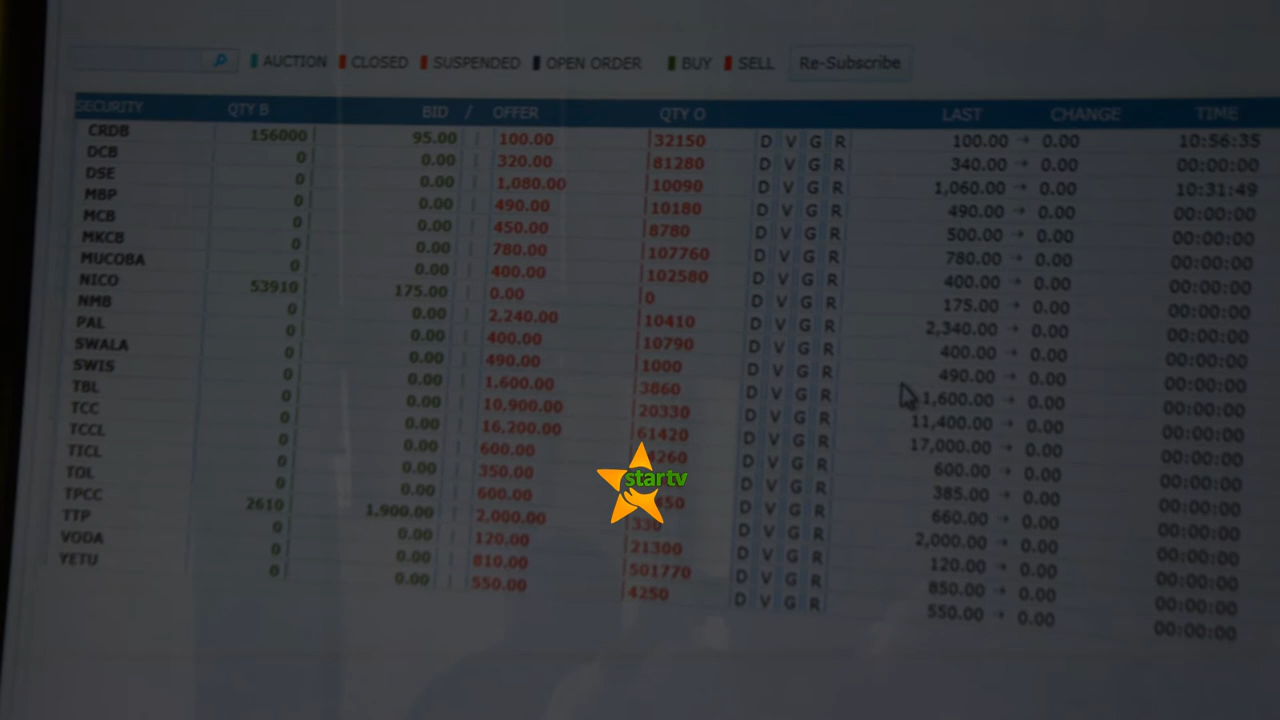 AUCTION CLOSED SUSPENDED OPEN ORDER BUY SELL Re-Subscribe
SECURITY QTY B BID / OFFER QTY O LAST CHANGE TIME
CRDB 156000 95.00 100.00 32150 D V G R 100.00 → 0.00 10:56:35
DCB 0 0.00 320.00 81280 D V G R 340.00 → 0.00 00:00:00
DSE 0 0.00 1,080.00 10090 D V G R 1,060.00 → 0.00 10:31:49
MBP 0 0.00 490.00 10180 D V G R 490.00 → 0.00 00:00:00
MCB 0 0.00 450.00 8780 D V G R 500.00 → 0.00 00:00:00
MKCB 0 0.00 780.00 107760 D V G R 780.00 → 0.00 00:00:00
MUCOBA 0 0.00 400.00 102580 D V G R 400.00 → 0.00 00:00:00
NICO 53910 175.00 0.00 0 D V G R 175.00 → 0.00 00:00:00
NMB 0 0.00 2,240.00 10410 D V G R 2,340.00 → 0.00 00:00:00
PAL 0 0.00 400.00 10790 D V G R 400.00 → 0.00 00:00:00
SWALA 0 0.00 490.00 1000 D V G R 490.00 → 0.00 00:00:00
SWIS 0 0.00 1,600.00 3860 D V G R 1,600.00 → 0.00 00:00:00
TBL 0 0.00 10,900.00 20330 D V G R 11,400.00 → 0.00 00:00:00
TCC 0 0.00 16,200.00 61420 D V G R 17,000.00 → 0.00 00:00:00
TCCL 0 0.00 600.00 D V G R 600.00 → 0.00 00:00:00
TICL 0 0.00 350.00 D V G R 385.00 → 0.00 00:00:00
TOL 0 0.00 600.00 D V G R 660.00 → 0.00 00:00:00
TPCC 2610 1,900.00 2,000.00 330 D V G R 2,000.00 → 0.00 00:00:00
TTP 0 0.00 120.00 21300 D V G R 120.00 → 0.00 00:00:00
VODA 0 0.00 810.00 501770 D V G R 850.00 → 0.00 00:00:00
YETU 0 0.00 550.00 4250 D V G R 550.00 → 0.00 00:00:00
startv